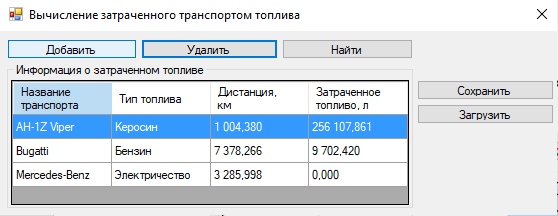 Вычисление затраченного транспортом топлива
Добавить Удалить Найти
Информация о затраченном топливе
Название транспорта Тип топлива Дистанция, км Затраченное топливо, л
AH-1Z Viper Керосин 1 004,380 256 107,861
Bugatti Бензин 7 378,266 9 702,420
Mercedes-Benz Электричество 3 285,998 0,000
Сохранить
Загрузить